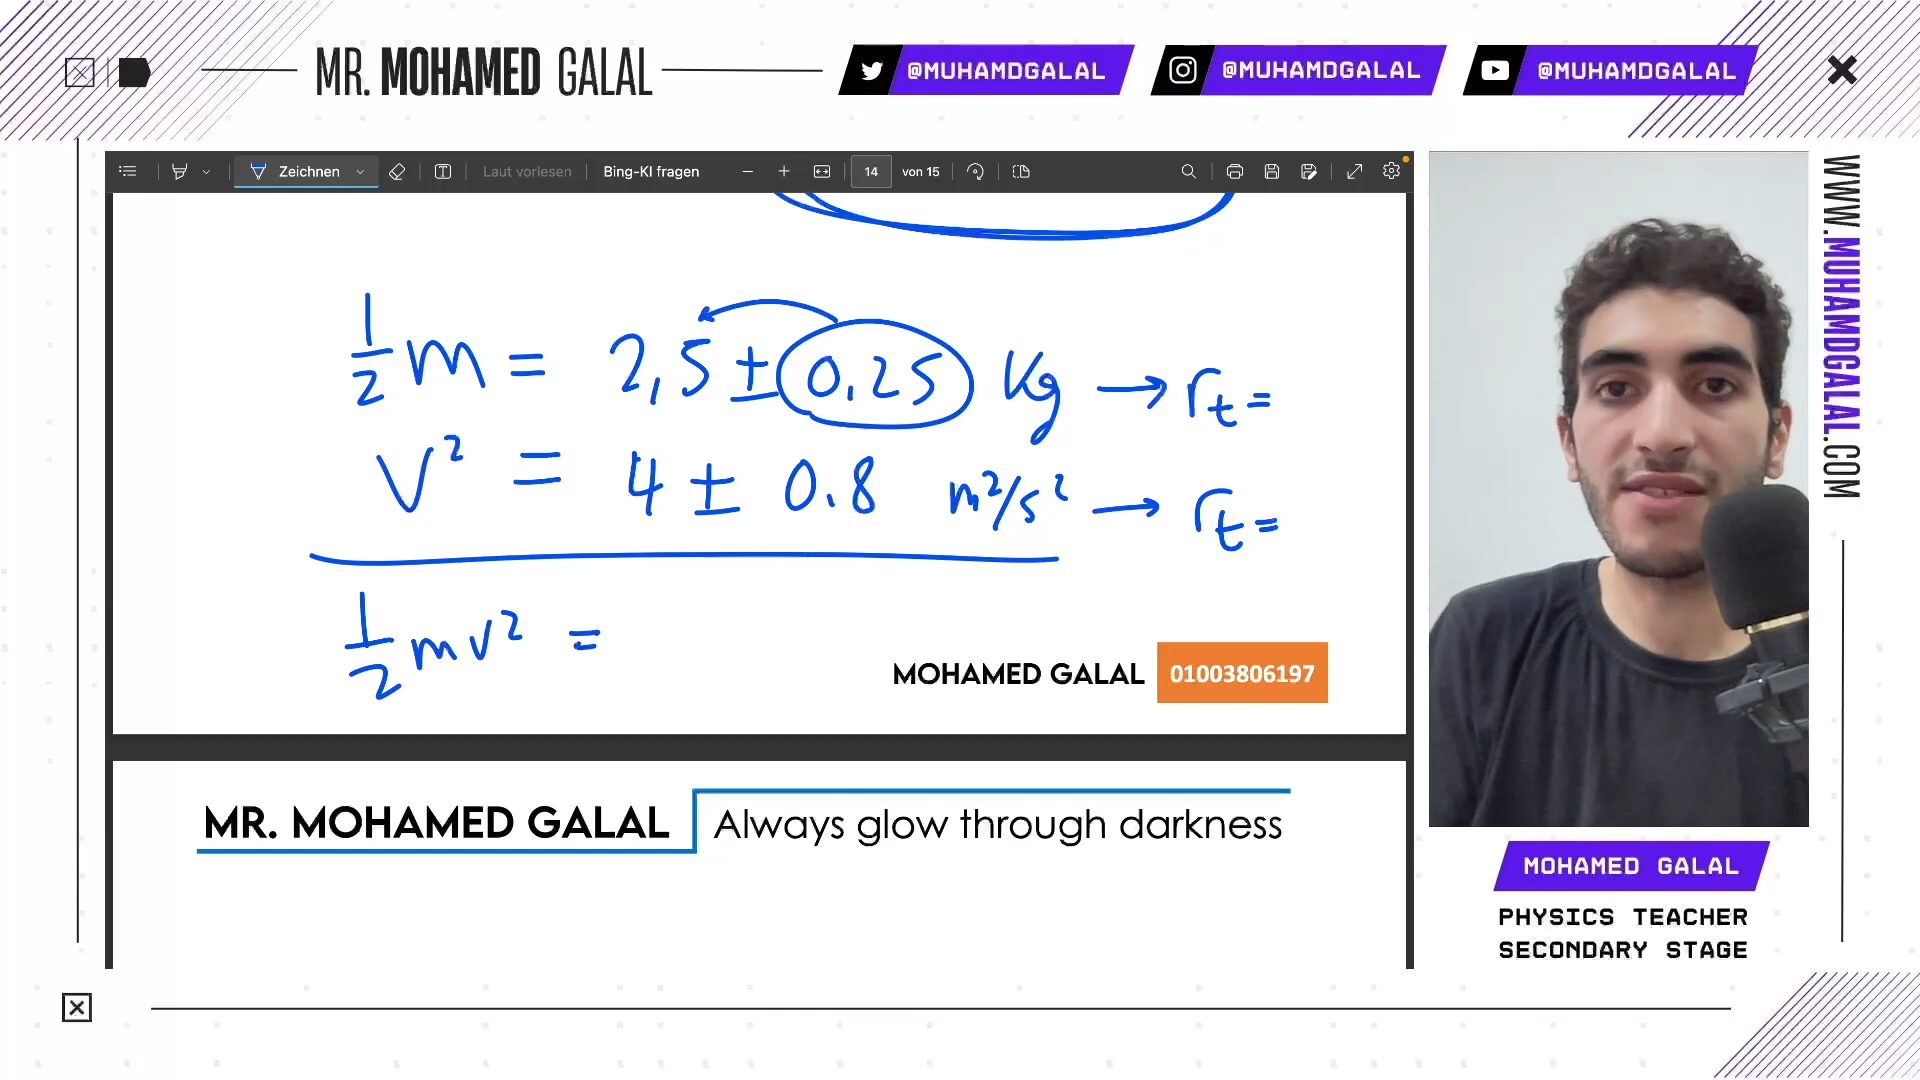 MR. MOHAMED GALAL
@MUHAMDGALAL
@MUHAMDGALAL
@MUHAMDGALAL
WWW.MUHAMDGALAL.COM
Zeichnen
Laut vorlesen
Bing-KI fragen
14
von 15
1/2 m = 2,5 ± 0,25 Kg → rt =
V² = 4 ± 0.8 m²/s² → rt =
1/2 mv² =
MOHAMED GALAL 01003806197
MR. MOHAMED GALAL Always glow through darkness
MOHAMED GALAL
PHYSICS TEACHER
SECONDARY STAGE